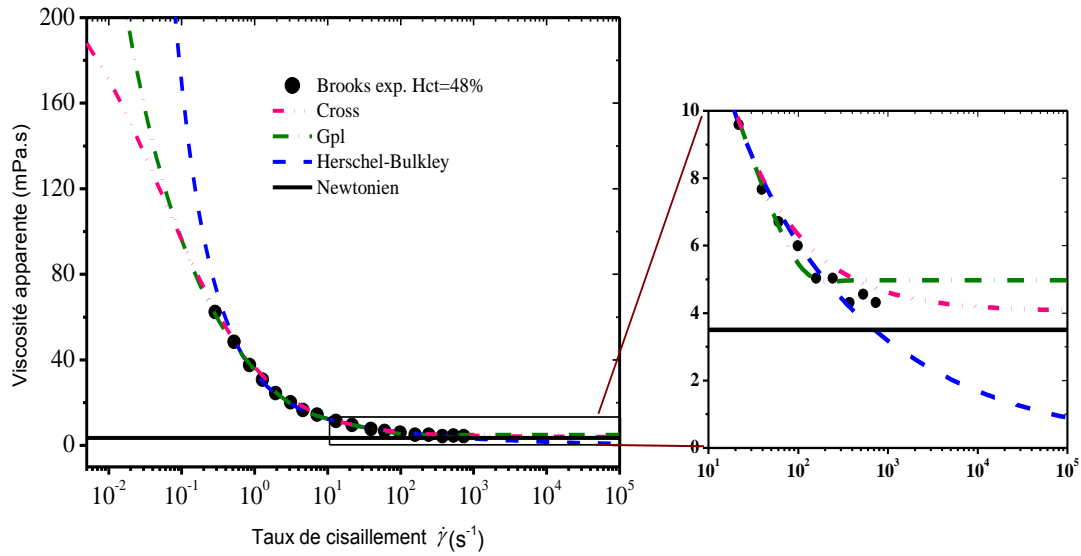 Viscosité apparente (mPa.s)
200
160
120
80
40
0
10⁻² 10⁻¹ 10⁰ 10¹ 10² 10³ 10⁴ 10⁵
Taux de cisaillement γ̇(s⁻¹)
Brooks exp. Hct=48%
Cross
Gpl
Herschel-Bulkley
Newtonien
10
8
6
4
2
0
10¹ 10² 10³ 10⁴ 10⁵